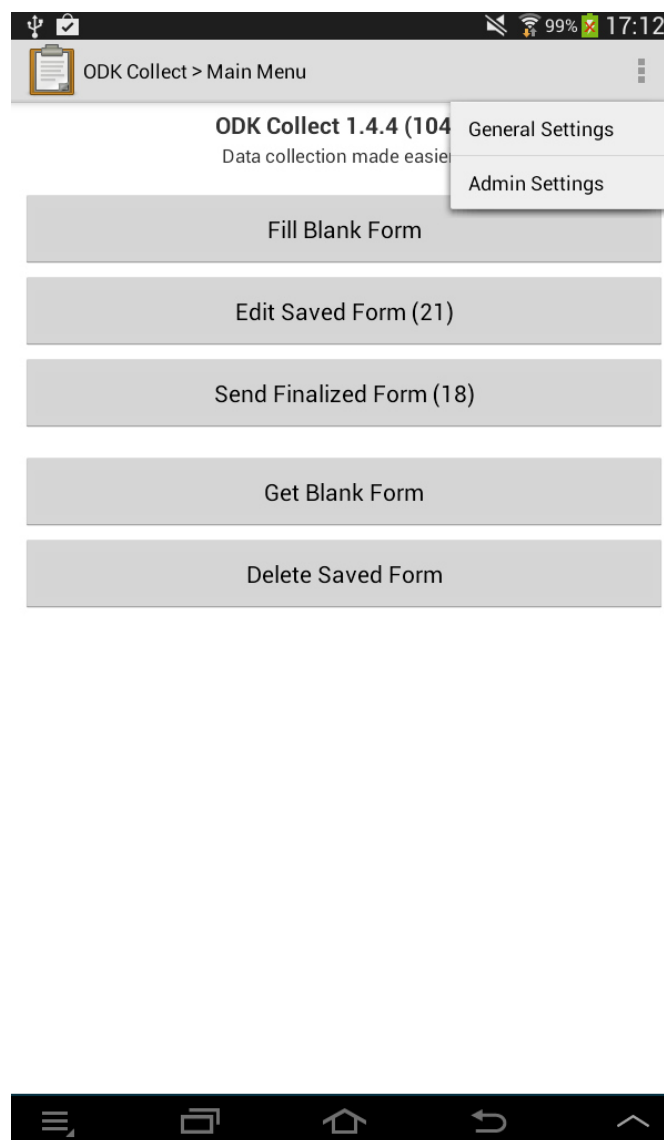 99% 17:12
ODK Collect > Main Menu
ODK Collect 1.4.4 (104
Data collection made easie
General Settings
Admin Settings
Fill Blank Form
Edit Saved Form (21)
Send Finalized Form (18)
Get Blank Form
Delete Saved Form